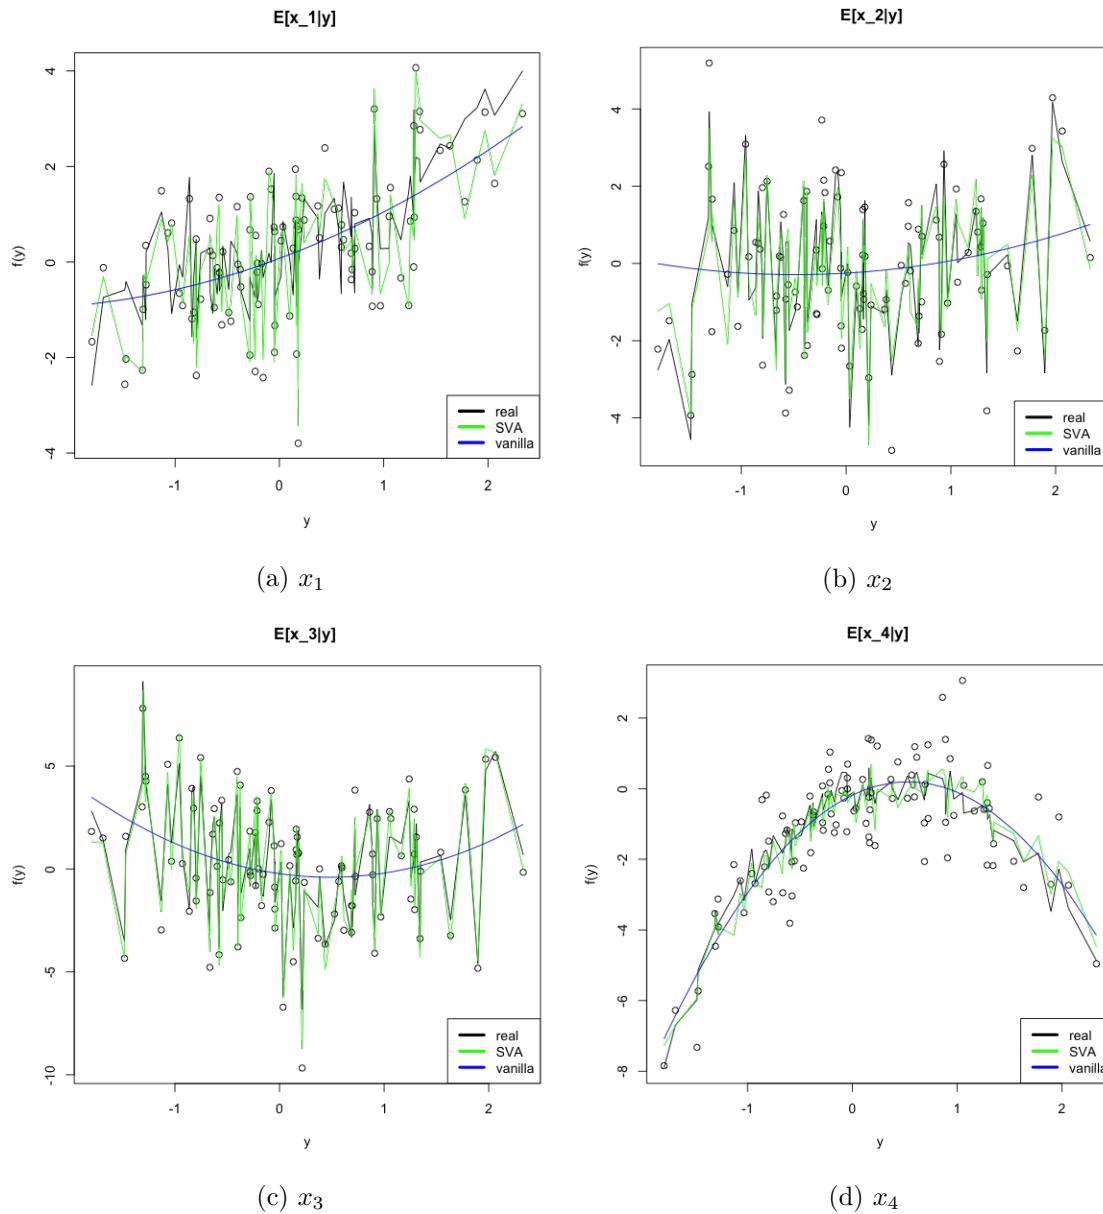 E[x_1|y]
f(y)
4
2
0
-2
-4
real
SVA
vanilla
-1
0
1
2
y
(a) x₁
E[x_2|y]
f(y)
4
2
0
-2
-4
real
SVA
vanilla
-1
0
1
2
y
(b) x₂
E[x_3|y]
f(y)
5
0
-5
-10
real
SVA
vanilla
-1
0
1
2
y
(c) x₃
E[x_4|y]
f(y)
2
0
-2
-4
-6
-8
real
SVA
vanilla
-1
0
1
2
y
(d) x₄